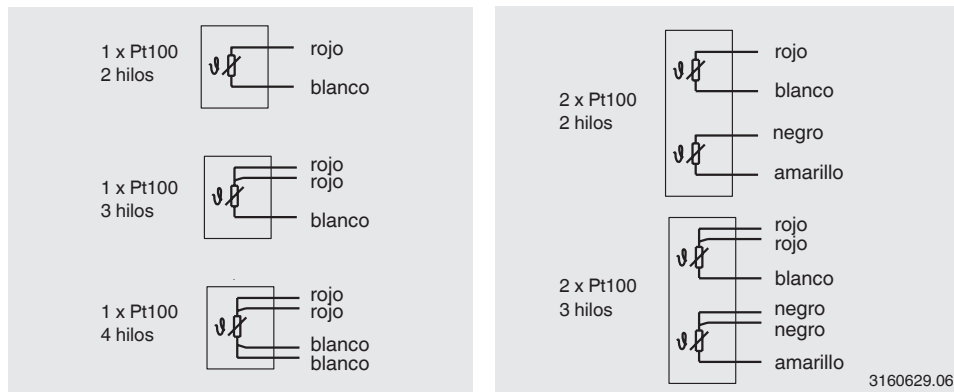 1 x Pt100
2 hilos
rojo
blanco
1 x Pt100
3 hilos
rojo
rojo
blanco
1 x Pt100
4 hilos
rojo
rojo
blanco
blanco
2 x Pt100
2 hilos
rojo
blanco
negro
amarillo
2 x Pt100
3 hilos
rojo
rojo
blanco
negro
negro
amarillo
3160629.06